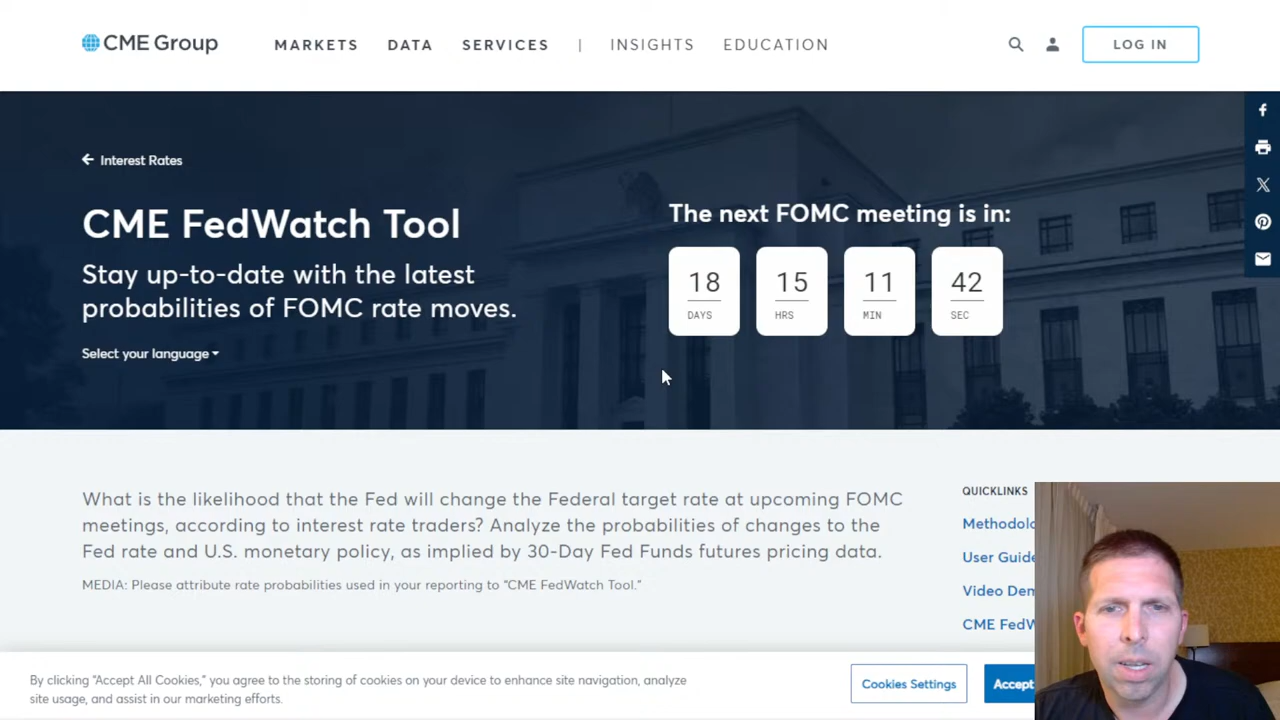 CME Group
MARKETS DATA SERVICES | INSIGHTS EDUCATION
LOG IN
Interest Rates
CME FedWatch Tool
Stay up-to-date with the latest
probabilities of FOMC rate moves.
Select your language
The next FOMC meeting is in:
18 15 11 42
DAYS HRS MIN SEC
What is the likelihood that the Fed will change the Federal target rate at upcoming FOMC
meetings, according to interest rate traders? Analyze the probabilities of changes to the
Fed rate and U.S. monetary policy, as implied by 30-Day Fed Funds futures pricing data.
MEDIA: Please attribute rate probabilities used in your reporting to “CME FedWatch Tool.”
QUICKLINKS
User Guide
Video
CME
By clicking “Accept All Cookies,” you agree to the storing of cookies on your device to enhance site navigation, analyze
site usage, and assist in our marketing efforts.
Cookies Settings
Accept